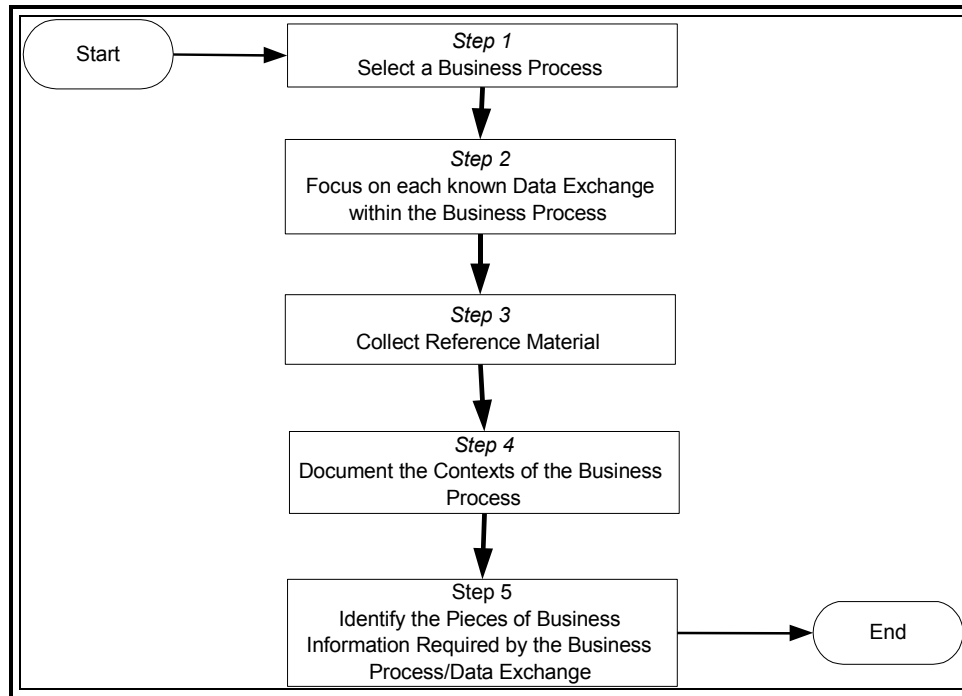 Start
Step 1
Select a Business Process
Step 2
Focus on each known Data Exchange
within the Business Process
Step 3
Collect Reference Material
Step 4
Document the Contexts of the Business
Process
Step 5
Identify the Pieces of Business
Information Required by the Business
Process/Data Exchange
End